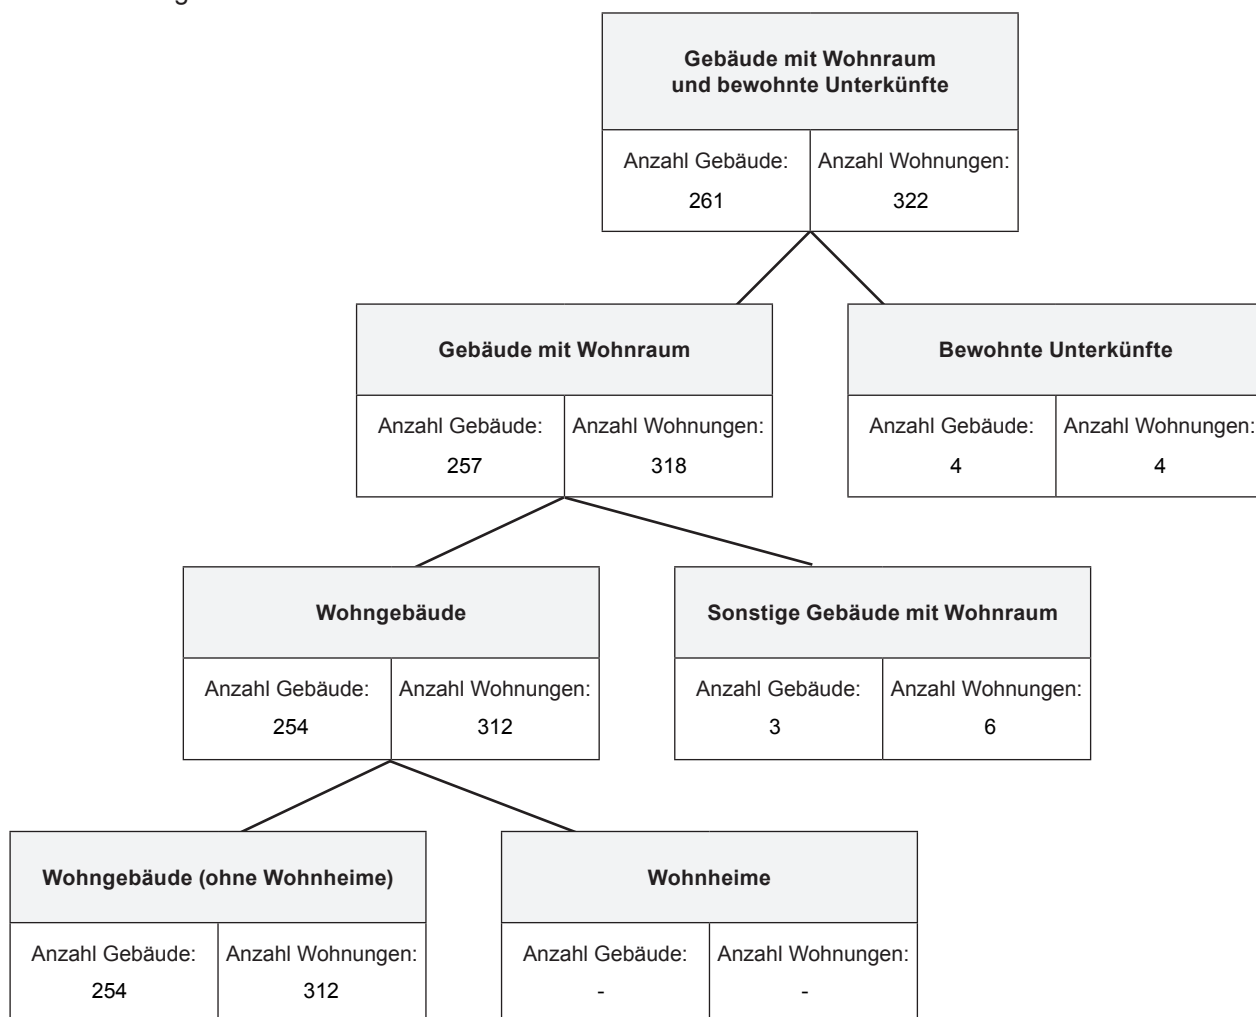 Gebäude mit Wohnraum
und bewohnte Unterkünfte
Anzahl Gebäude: Anzahl Wohnungen:
261 322
Gebäude mit Wohnraum
Bewohnte Unterkünfte
Anzahl Gebäude: Anzahl Wohnungen:
257 318
Anzahl Gebäude: Anzahl Wohnungen:
4 4
Wohngebäude
Sonstige Gebäude mit Wohnraum
Anzahl Gebäude: Anzahl Wohnungen:
254 312
Anzahl Gebäude: Anzahl Wohnungen:
3 6
Wohngebäude (ohne Wohnheime)
Wohnheime
Anzahl Gebäude: Anzahl Wohnungen:
254 312
Anzahl Gebäude: Anzahl Wohnungen:
- -